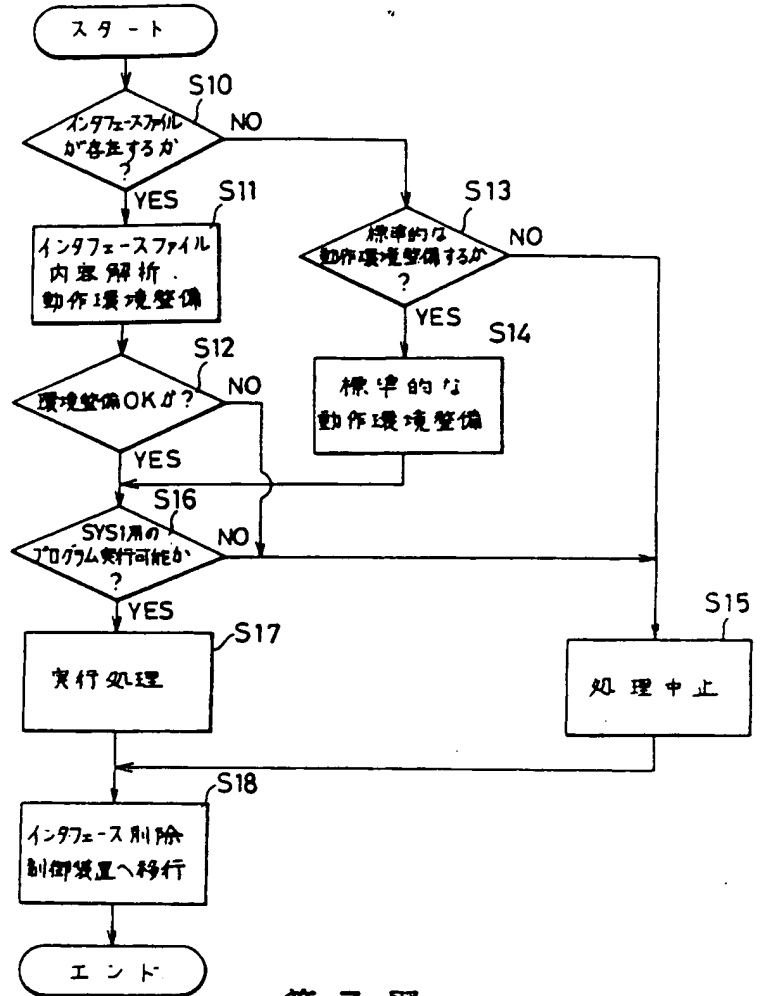 スタート
S10
インタフェースファイル
が存在するか
?
NO
YES
S11
インタフェースファイル
内容解析・
動作環境整備
S13
標準的な
動作環境整備するか
?
NO
YES
S14
標準的な
動作環境整備
S12
環境整備OKか?
NO
YES
S16
SYS1用の
プログラム実行可能か
?
NO
YES
S17
実行処理
S15
処理中止
S18
インタフェース削除
制御装置へ移行
エンド